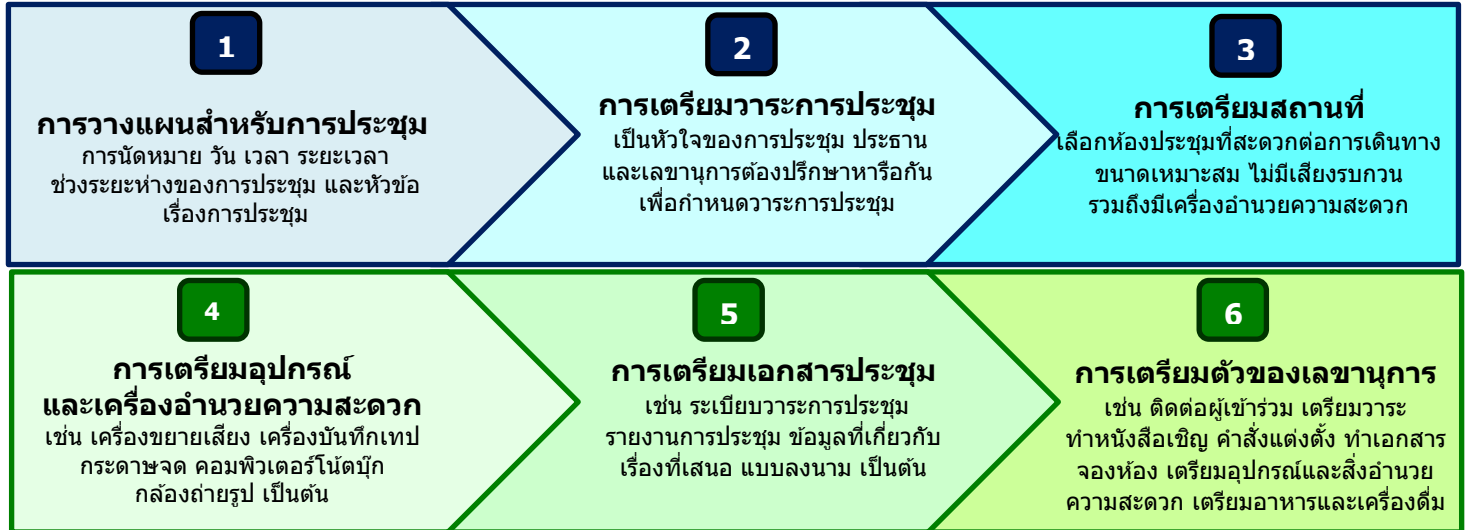 1
การวางแผนสำหรับการประชุม
การนัดหมาย วัน เวลา ระยะเวลา
ช่วงระยะห่างของการประชุม และหัวข้อ
เรื่องการประชุม
2
การเตรียมวาระการประชุม
เป็นหัวใจของการประชุม ประธาน
และเลขานุการต้องปรึกษาหารือกัน
เพื่อกำหนดวาระการประชุม
3
การเตรียมสถานที่
เลือกห้องประชุมที่สะดวกต่อการเดินทาง
ขนาดเหมาะสม ไม่มีเสียงรบกวน
รวมถึงมีเครื่องอำนวยความสะดวก
4
การเตรียมอุปกรณ์
และเครื่องอำนวยความสะดวก
เช่น เครื่องขยายเสียง เครื่องบันทึกเทป
กระดาษจด คอมพิวเตอร์โน้ตบุ๊ก
กล้องถ่ายรูป เป็นต้น
5
การเตรียมเอกสารประชุม
เช่น ระเบียบวาระการประชุม
รายงานการประชุม ข้อมูลที่เกี่ยวกับ
เรื่องที่เสนอ แบบลงนาม เป็นต้น
6
การเตรียมตัวของเลขานุการ
เช่น ติดต่อผู้เข้าร่วม เตรียมวาระ
ทำหนังสือเชิญ คำสั่งแต่งตั้ง ทำเอกสาร
จองห้อง เตรียมอุปกรณ์และสิ่งอำนวย
ความสะดวก เตรียมอาหารและเครื่องดื่ม